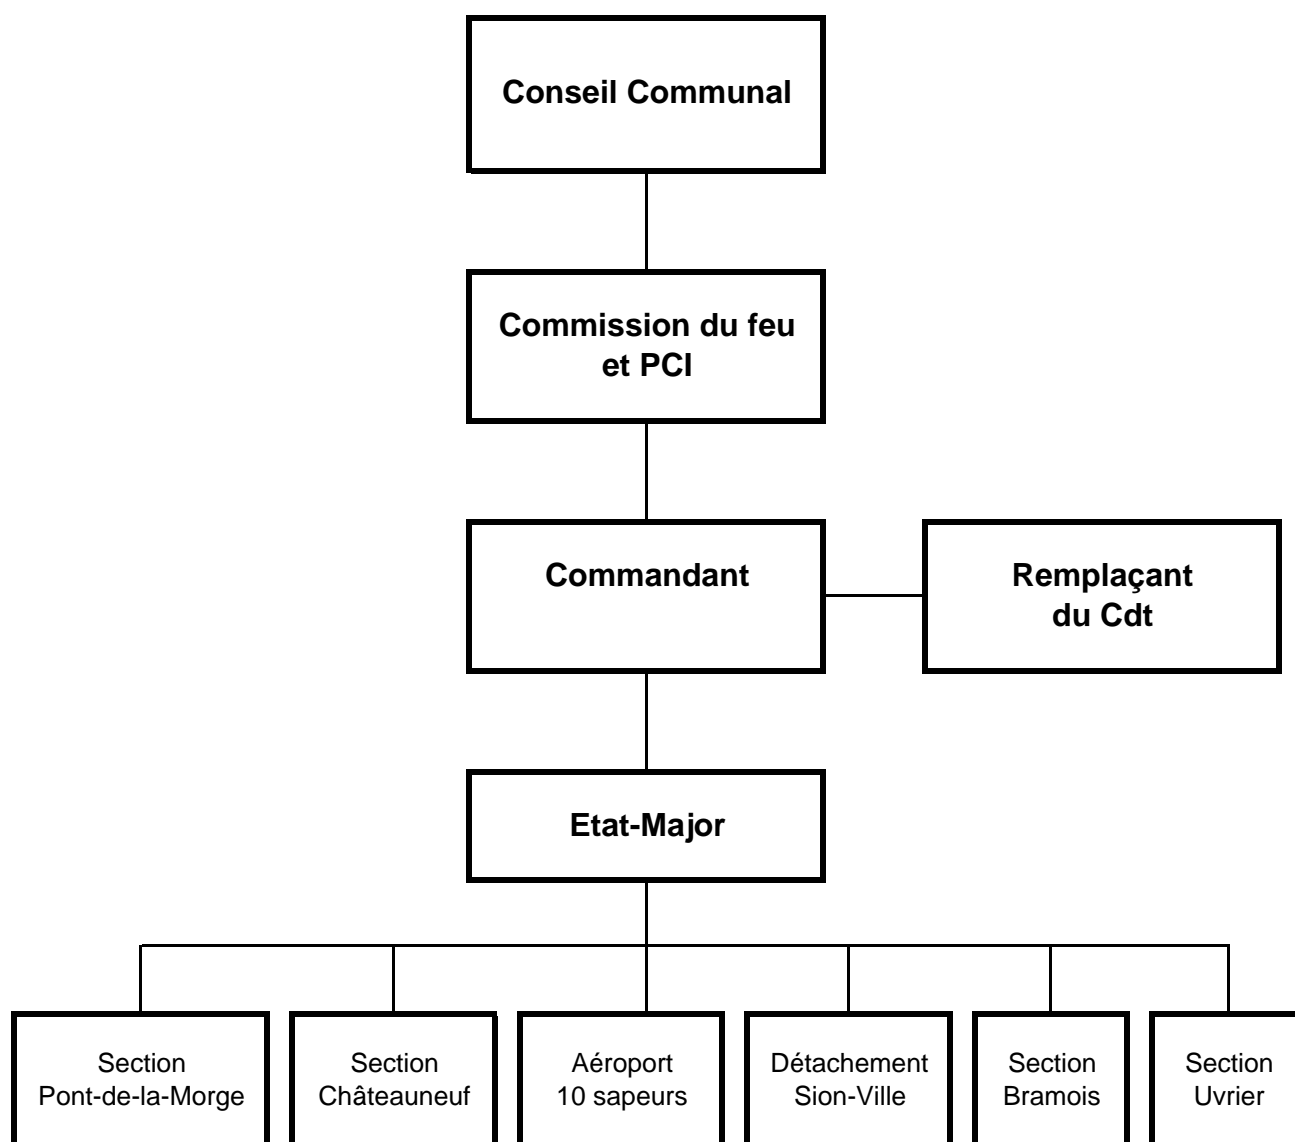 Conseil Communal
Commission du feu
et PCI
Commandant
Remplaçant
du Cdt
Etat-Major
Section
Pont-de-la-Morge
Section
Châteauneuf
Aéroport
10 sapeurs
Détachement
Sion-Ville
Section
Bramois
Section
Uvrier